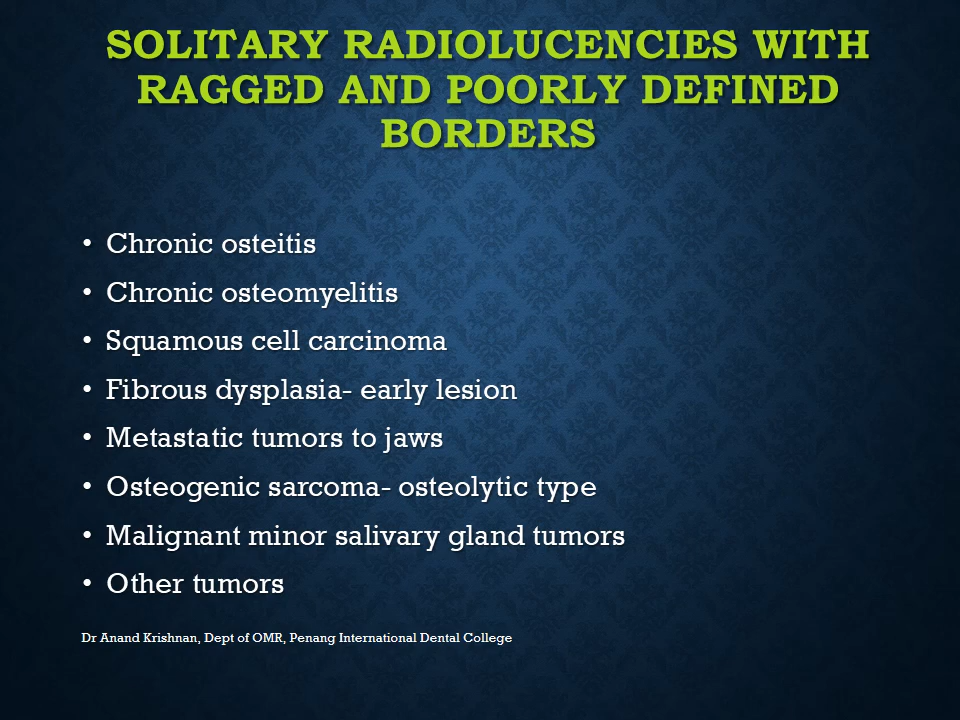 SOLITARY RADIOLUCENCIES WITH
RAGGED AND POORLY DEFINED
BORDERS
• Chronic osteitis
• Chronic osteomyelitis
• Squamous cell carcinoma
• Fibrous dysplasia- early lesion
• Metastatic tumors to jaws
• Osteogenic sarcoma- osteolytic type
• Malignant minor salivary gland tumors
• Other tumors
Dr Anand Krishnan, Dept of OMR, Penang International Dental College